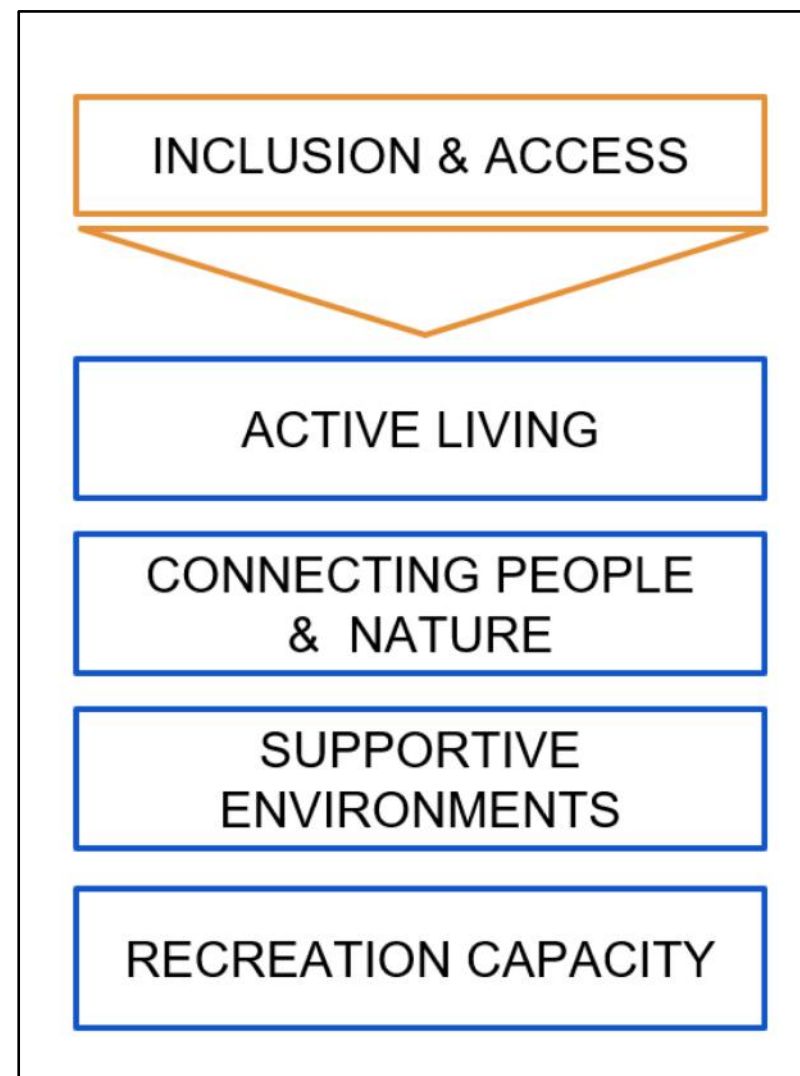 INCLUSION & ACCESS
ACTIVE LIVING
CONNECTING PEOPLE
& NATURE
SUPPORTIVE
ENVIRONMENTS
RECREATION CAPACITY